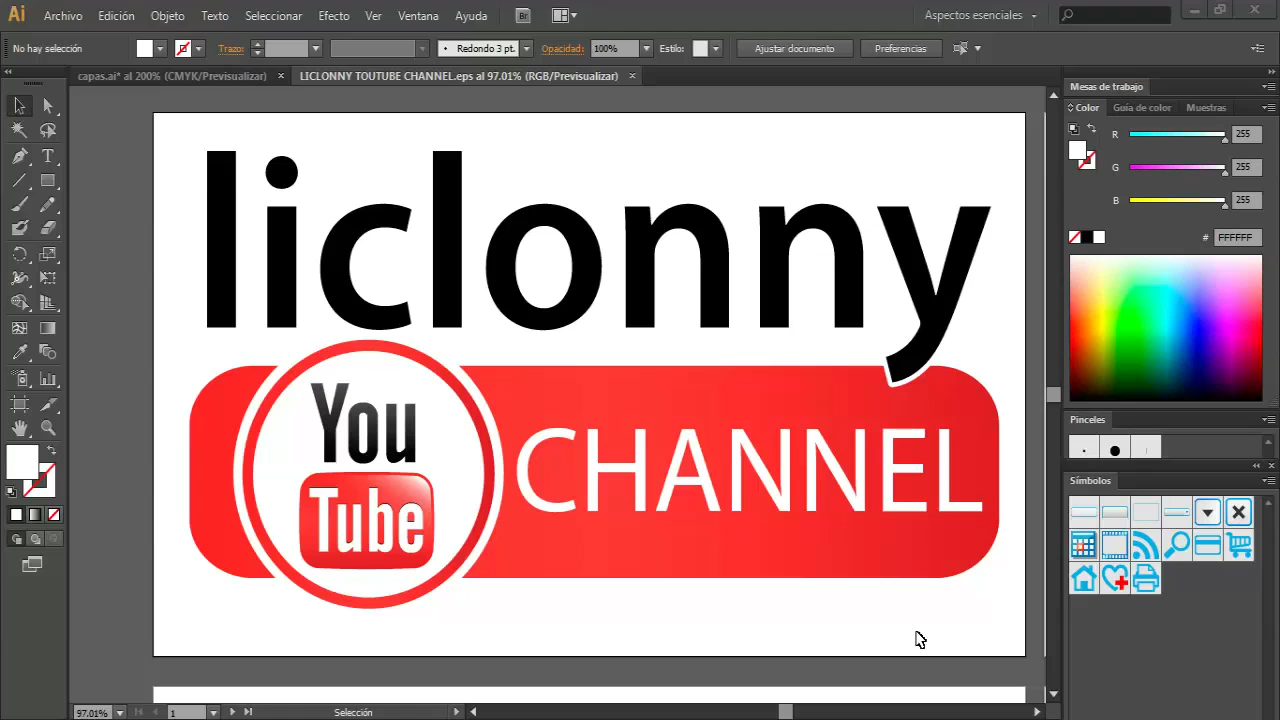 Ai Archivo Edición Objeto Texto Seleccionar Efecto Ver Ventana Ayuda Br Aspectos esenciales
No hay selección Trazo: Redondo 3 pt. Opacidad: 100% Estilo: Ajustar documento Preferencias
capas.ai* al 200% (CMYK/Previsualizar) × LICLONNY TOUTUBE CHANNEL.eps al 97.01% (RGB/Previsualizar) ×
Mesas de trabajo
Color Guía de color Muestras
R 255
G 255
B 255
# FFFFFF
liclonny
You
Tube
CHANNEL
Pinceles
Símbolos
97.01% 1 Selección